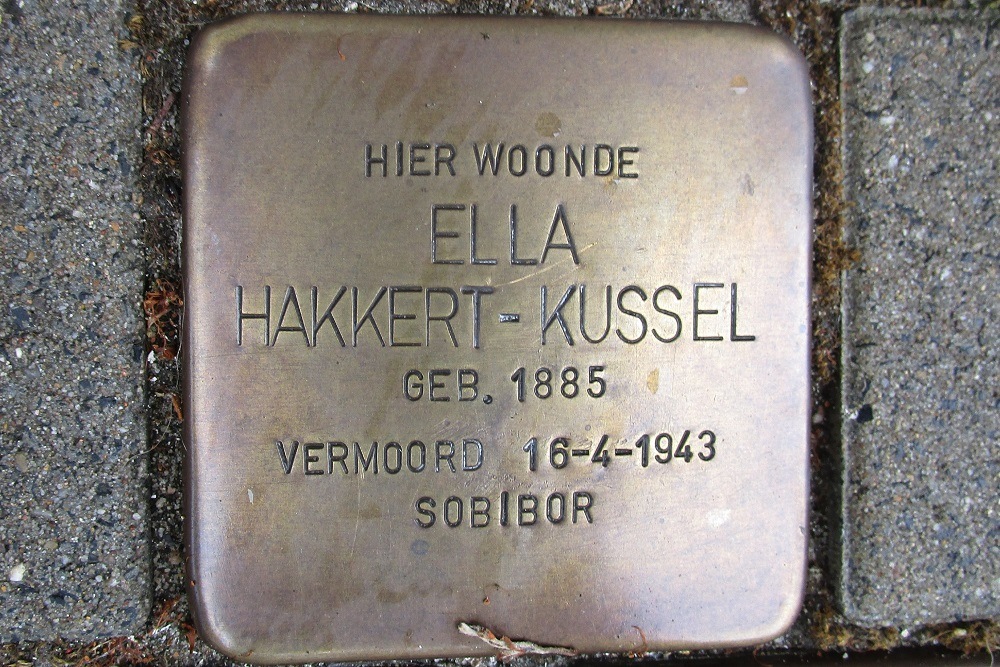 HIER WOONDE
ELLA
HAKKERT-KUSSEL
GEB. 1885
VERMOORD 16-4-1943
SOBIBOR